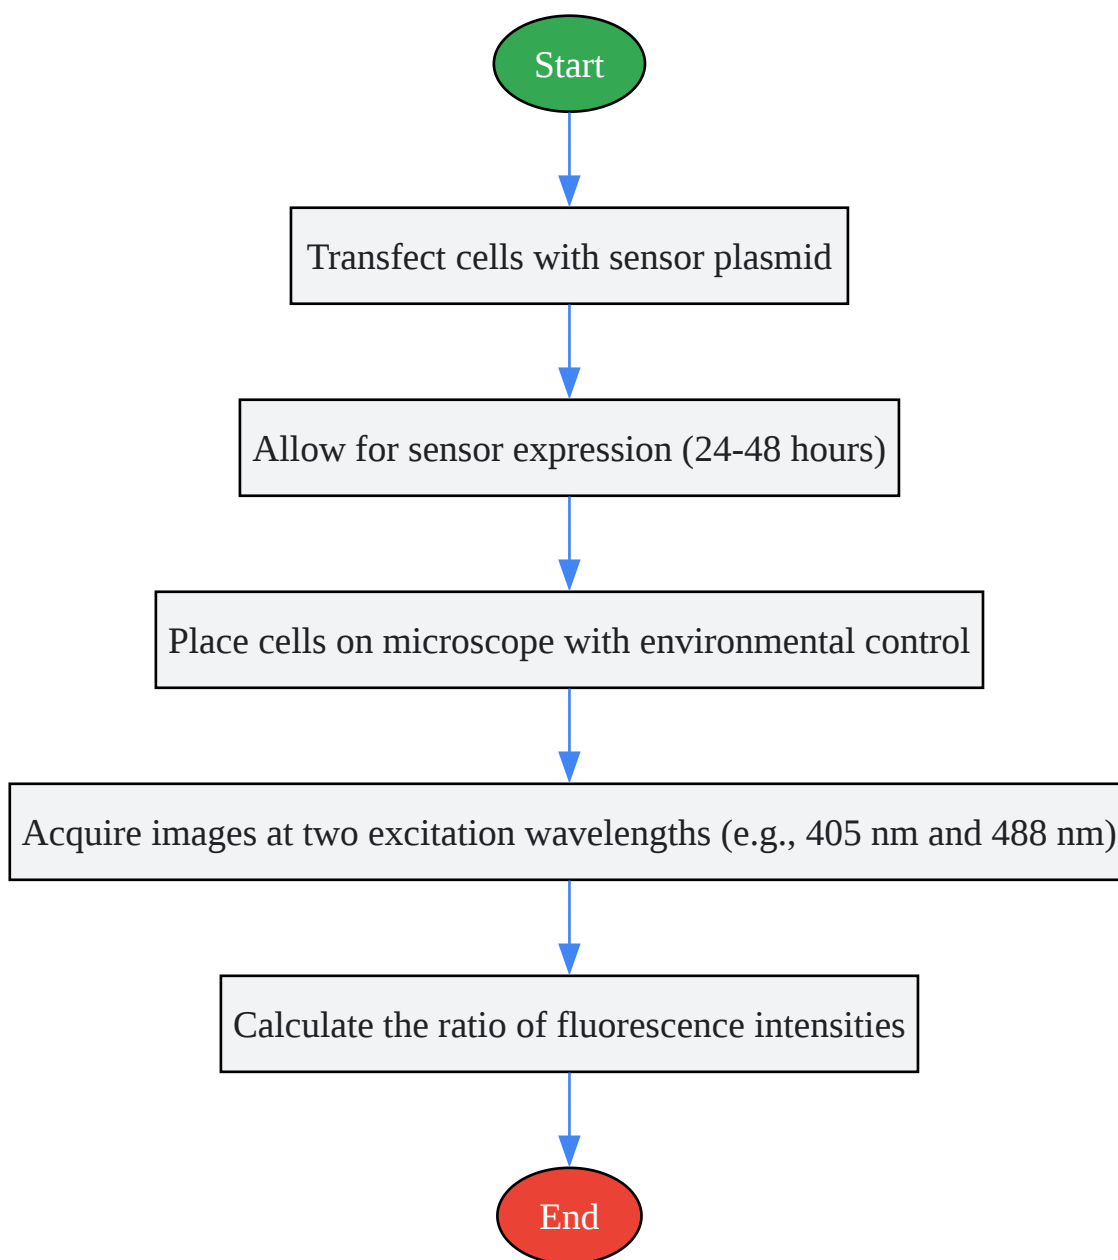 Start
Transfect cells with sensor plasmid
Allow for sensor expression (24-48 hours)
Place cells on microscope with environmental control
Acquire images at two excitation wavelengths (e.g., 405 nm and 488 nm)
Calculate the ratio of fluorescence intensities
End